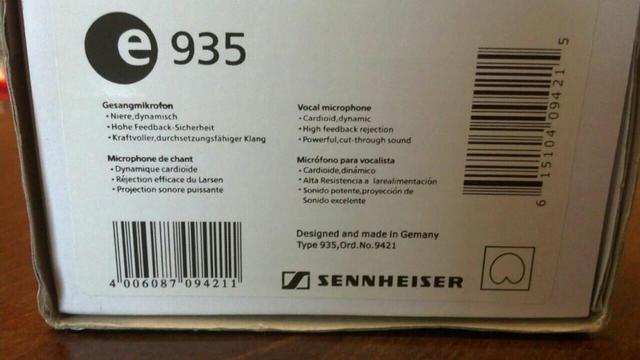 e 935
Gesangmikrofon
• Niere,dynamisch
• Hohe Feedback-Sicherheit
• Kraftvoller,durchsetzungsfähiger Klang
Vocal microphone
• Cardioid,dynamic
• High feedback rejection
• Powerful,cut-through sound
Microphone de chant
• Dynamique cardioïde
• Réjection efficace du Larsen
• Projection sonore puissante
Micrófono para vocalista
• Cardioide,dinámico
• Alta Resistencia a larealimentación
• Sonido potente,proyección de
Sonido excelente
6 15104 09421 5
4 006087 094211
Designed and made in Gemany
Type 935,Ord.No.9421
SENNHEISER